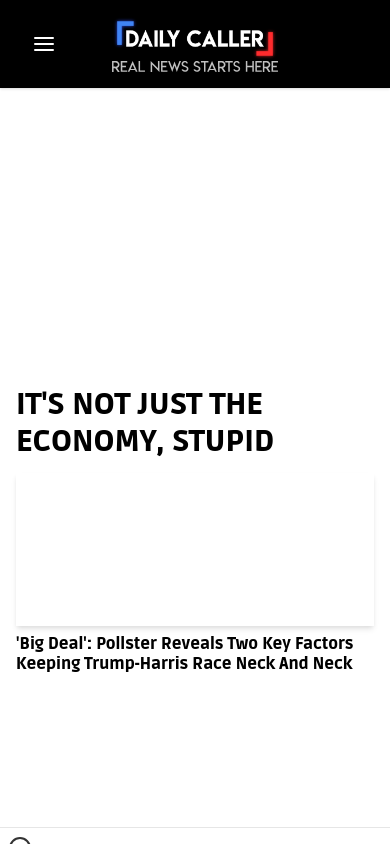 DAILY CALLER
REAL NEWS STARTS HERE
IT'S NOT JUST THE
ECONOMY, STUPID
'Big Deal': Pollster Reveals Two Key Factors
Keeping Trump-Harris Race Neck And Neck